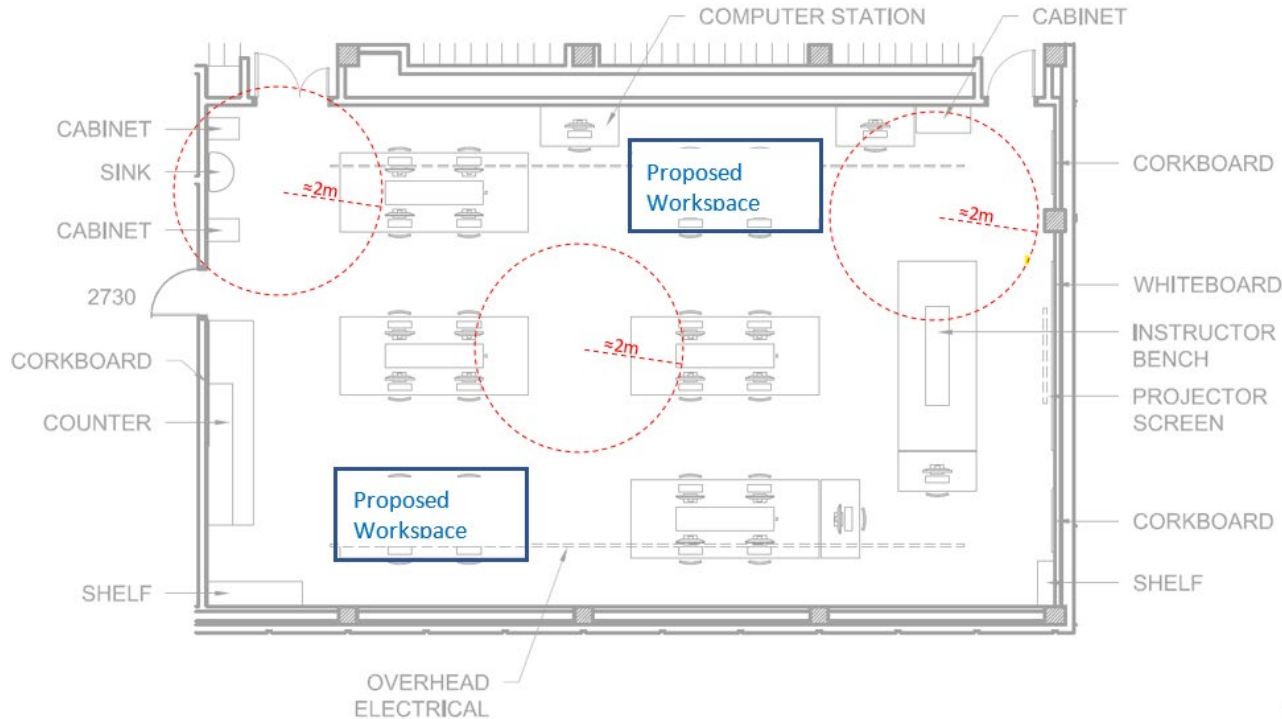 COMPUTER STATION
CABINET
CABINET
SINK
CABINET
2730
CORKBOARD
COUNTER
SHELF
≈2m
Proposed
Workspace
≈2m
≈2m
Proposed
Workspace
CORKBOARD
WHITEBOARD
INSTRUCTOR
BENCH
PROJECTOR
SCREEN
CORKBOARD
SHELF
OVERHEAD
ELECTRICAL